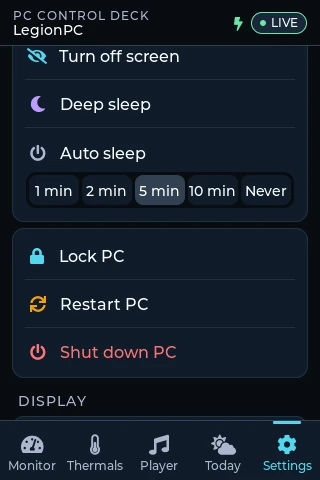 PC CONTROL DECK
LegionPC
LIVE
Turn off screen
Deep sleep
Auto sleep
1 min 2 min 5 min 10 min Never
Lock PC
Restart PC
Shut down PC
DISPLAY
Monitor Thermals Player Today Settings